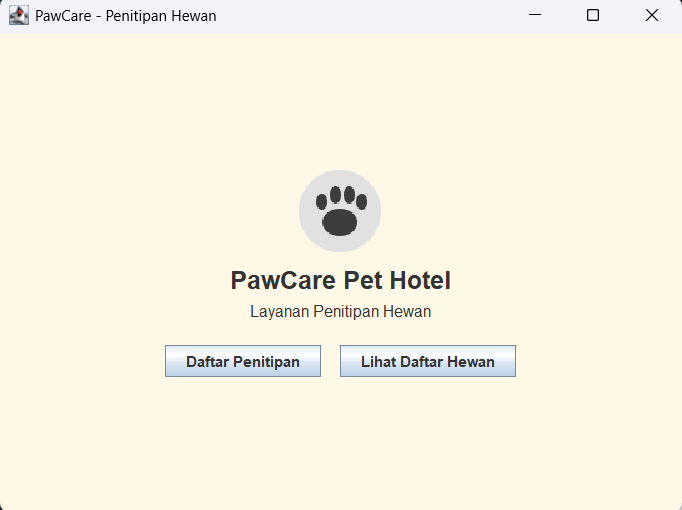 PawCare - Penitipan Hewan
PawCare Pet Hotel
Layanan Penitipan Hewan
Daftar Penitipan Lihat Daftar Hewan